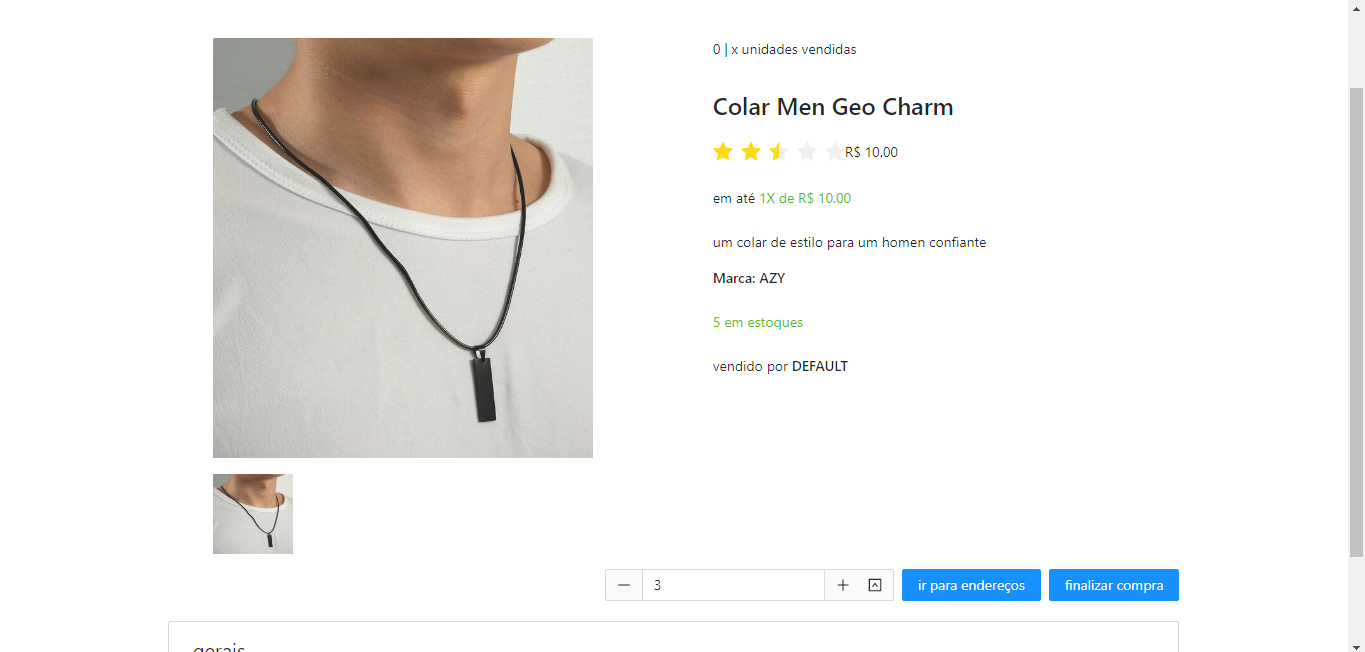 0 | x unidades vendidas
Colar Men Geo Charm
R$ 10.00
em até 1X de R$ 10.00
um colar de estilo para um homen confiante
Marca: AZY
5 em estoques
vendido por DEFAULT
3
ir para endereços
finalizar compra
gerais